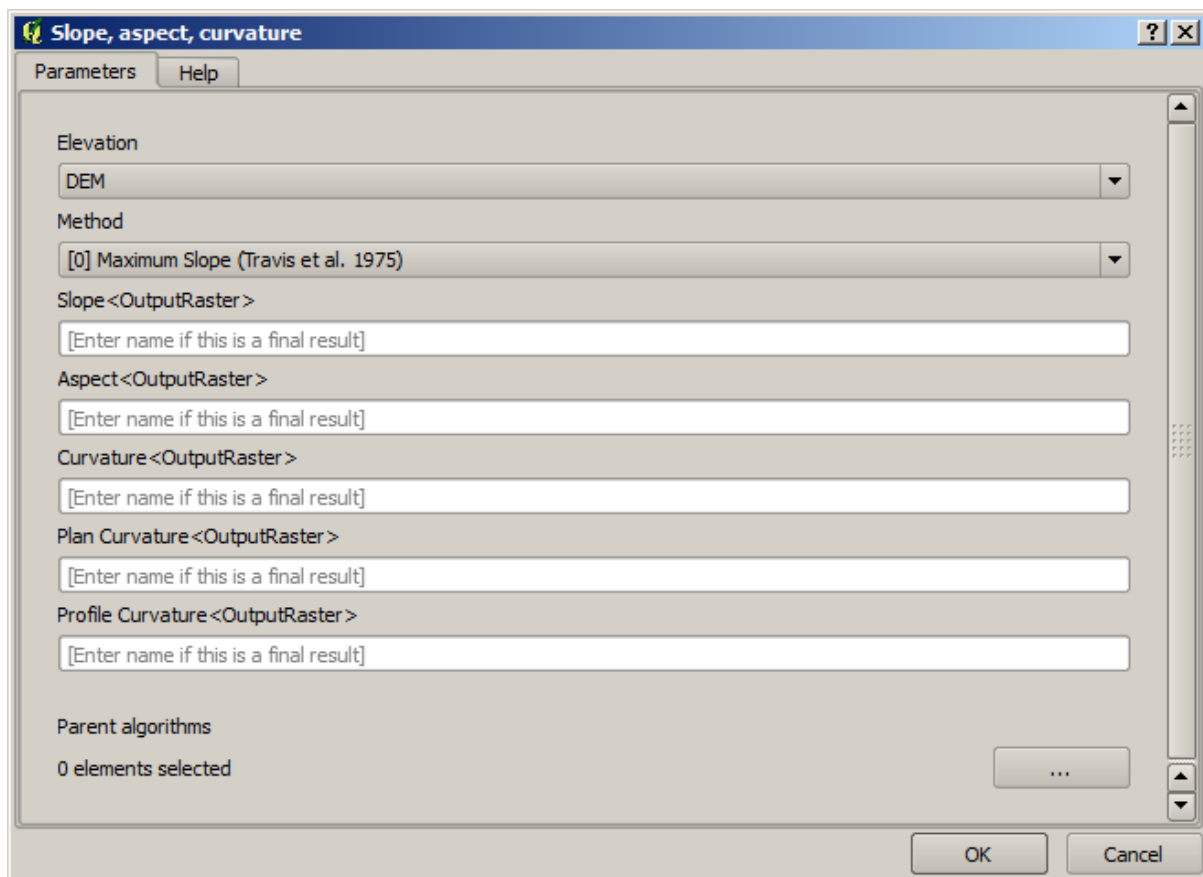 Slope, aspect, curvature
Parameters Help
Elevation
DEM
Method
[0] Maximum Slope (Travis et al. 1975)
Slope<OutputRaster>
[Enter name if this is a final result]
Aspect<OutputRaster>
[Enter name if this is a final result]
Curvature<OutputRaster>
[Enter name if this is a final result]
Plan Curvature<OutputRaster>
[Enter name if this is a final result]
Profile Curvature<OutputRaster>
[Enter name if this is a final result]
Parent algorithms
0 elements selected ...
OK Cancel